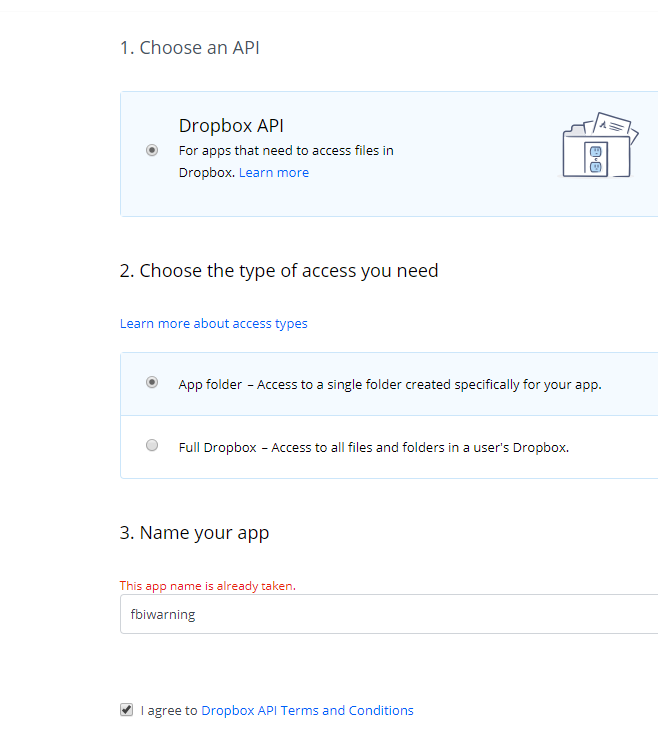 1. Choose an API
Dropbox API
For apps that need to access files in
Dropbox. Learn more
2. Choose the type of access you need
Learn more about access types
App folder – Access to a single folder created specifically for your app.
Full Dropbox – Access to all files and folders in a user's Dropbox.
3. Name your app
This app name is already taken.
fbiwarning
I agree to Dropbox API Terms and Conditions